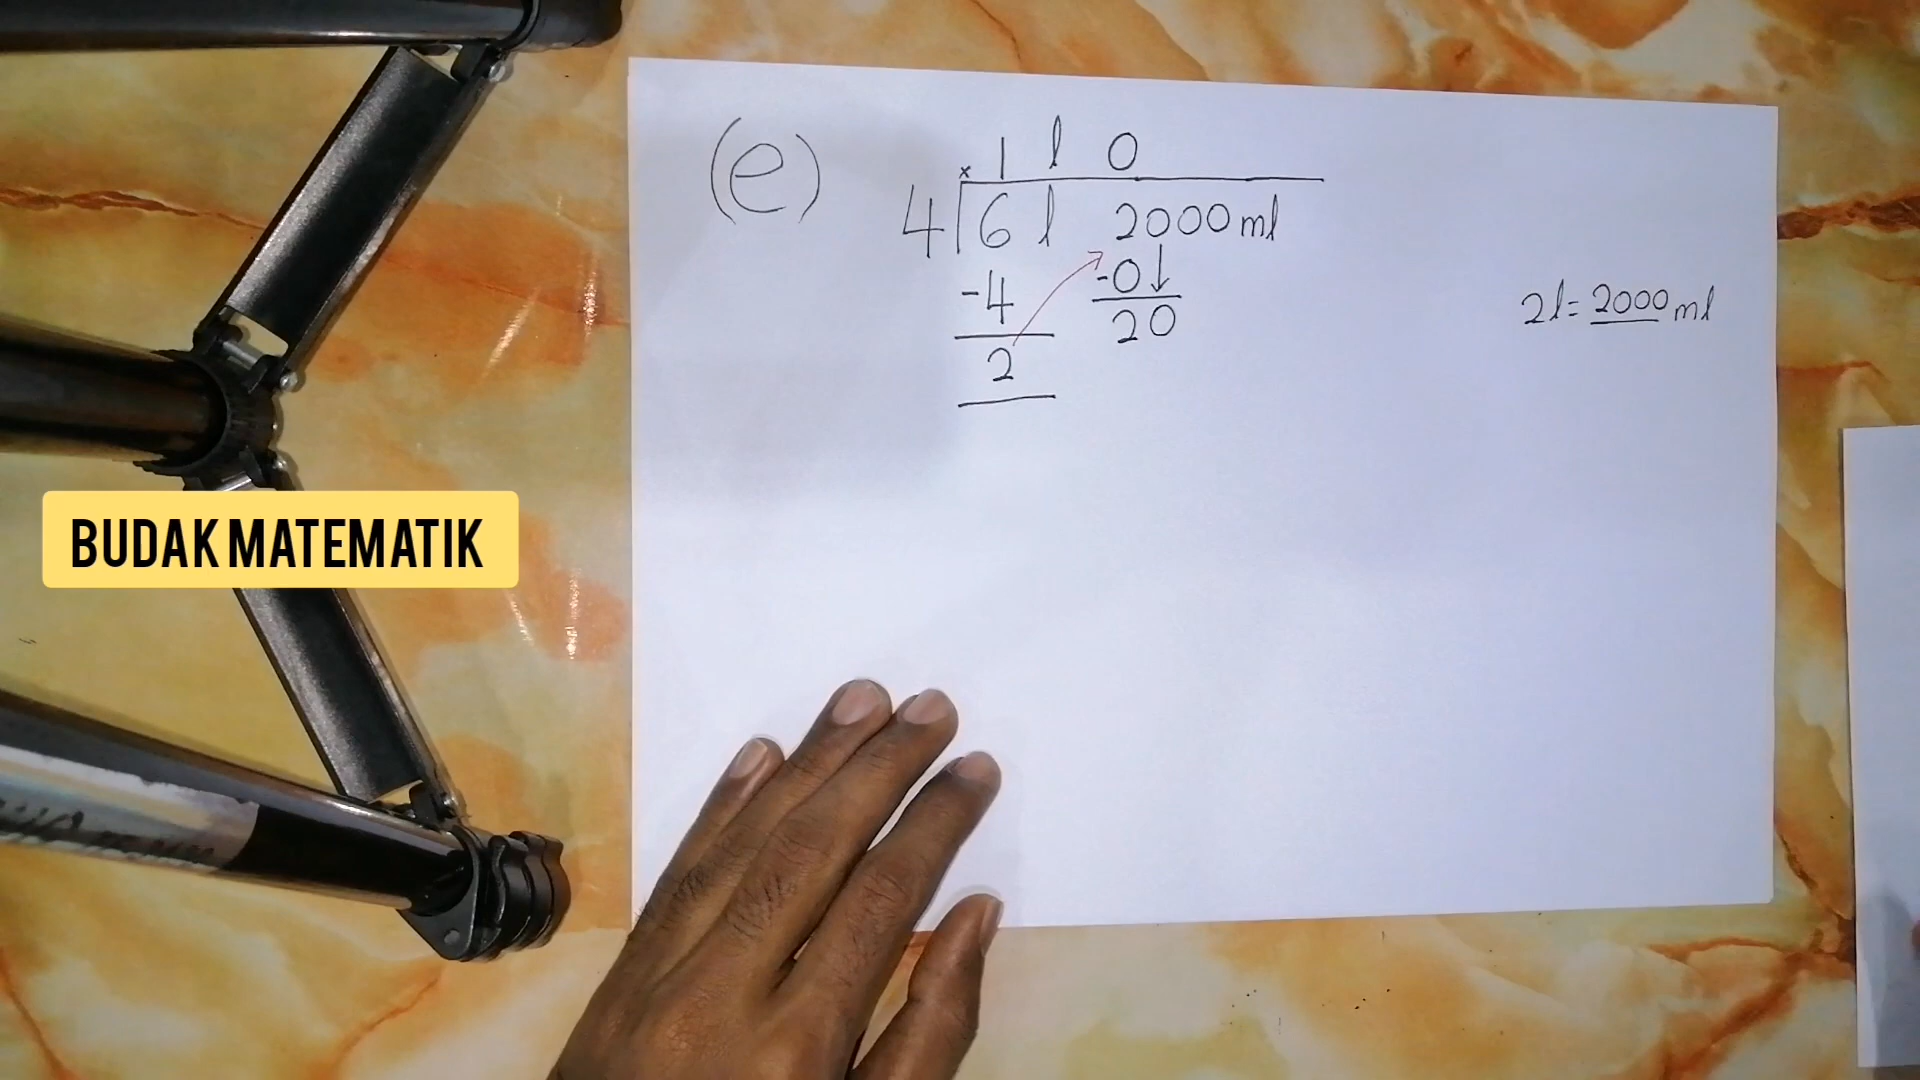 (e)
x 1 l 0
4 6 l 2000 ml
-4 -0↓
2 20
2l = 2000 ml
BUDAK MATEMATIK